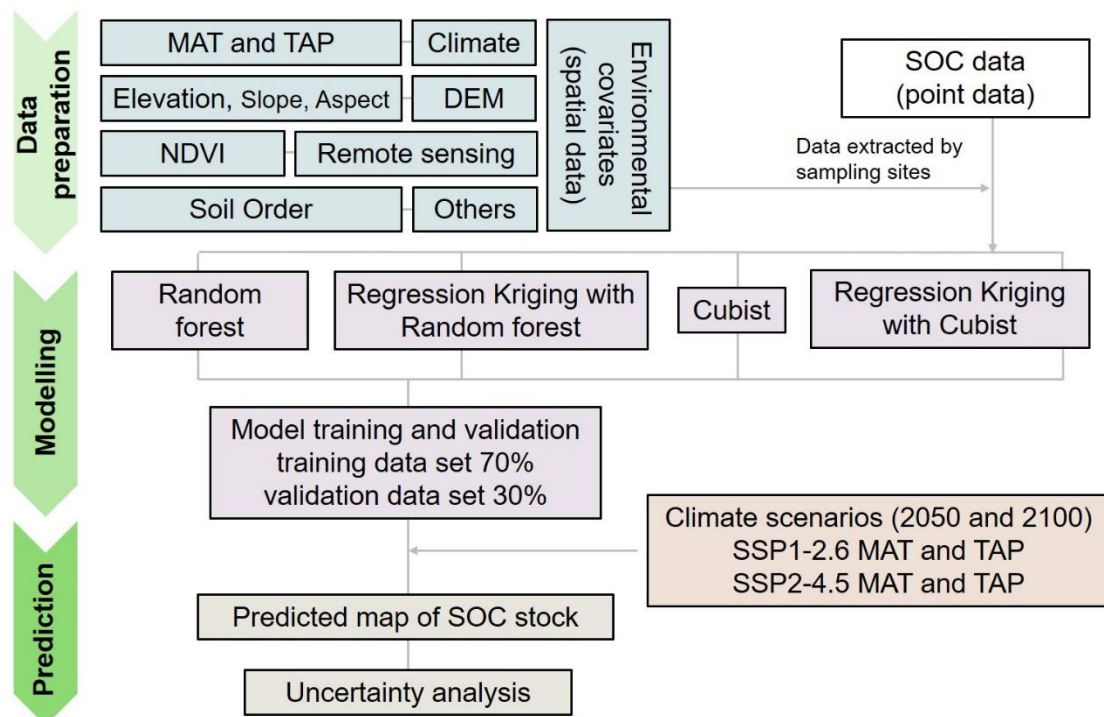 Data
preparation
MAT and TAP
Climate
Elevation, Slope, Aspect
DEM
NDVI
Remote sensing
Soil Order
Others
Environmental
covariates
(spatial data)
SOC data
(point data)
Data extracted by
sampling sites
Modelling
Random
forest
Regression Kriging with
Random forest
Cubist
Regression Kriging
with Cubist
Model training and validation
training data set 70%
validation data set 30%
Prediction
Climate scenarios (2050 and 2100)
SSP1-2.6 MAT and TAP
SSP2-4.5 MAT and TAP
Predicted map of SOC stock
Uncertainty analysis